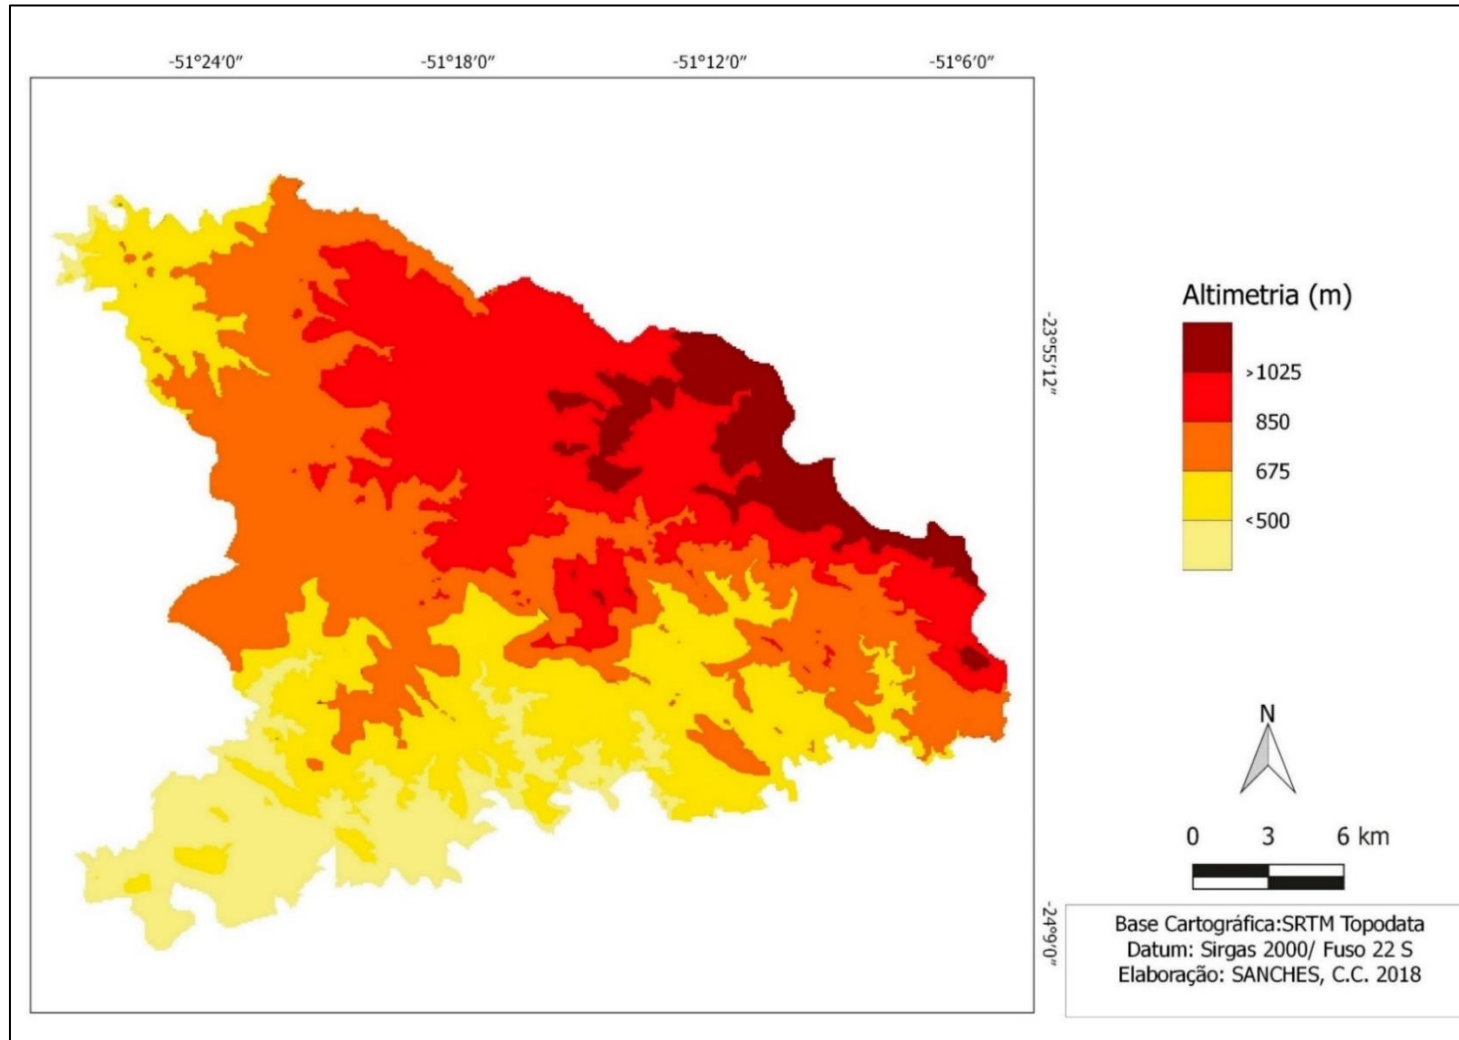 -51°24′0″ -51°18′0″ -51°12′0″ -51°6′0″
-23°55′12″
Altimetria (m)
>1025
850
675
<500
N
0 3 6 km
-24°9′0″
Base Cartográfica:SRTM Topodata
Datum: Sirgas 2000/ Fuso 22 S
Elaboração: SANCHES, C.C. 2018